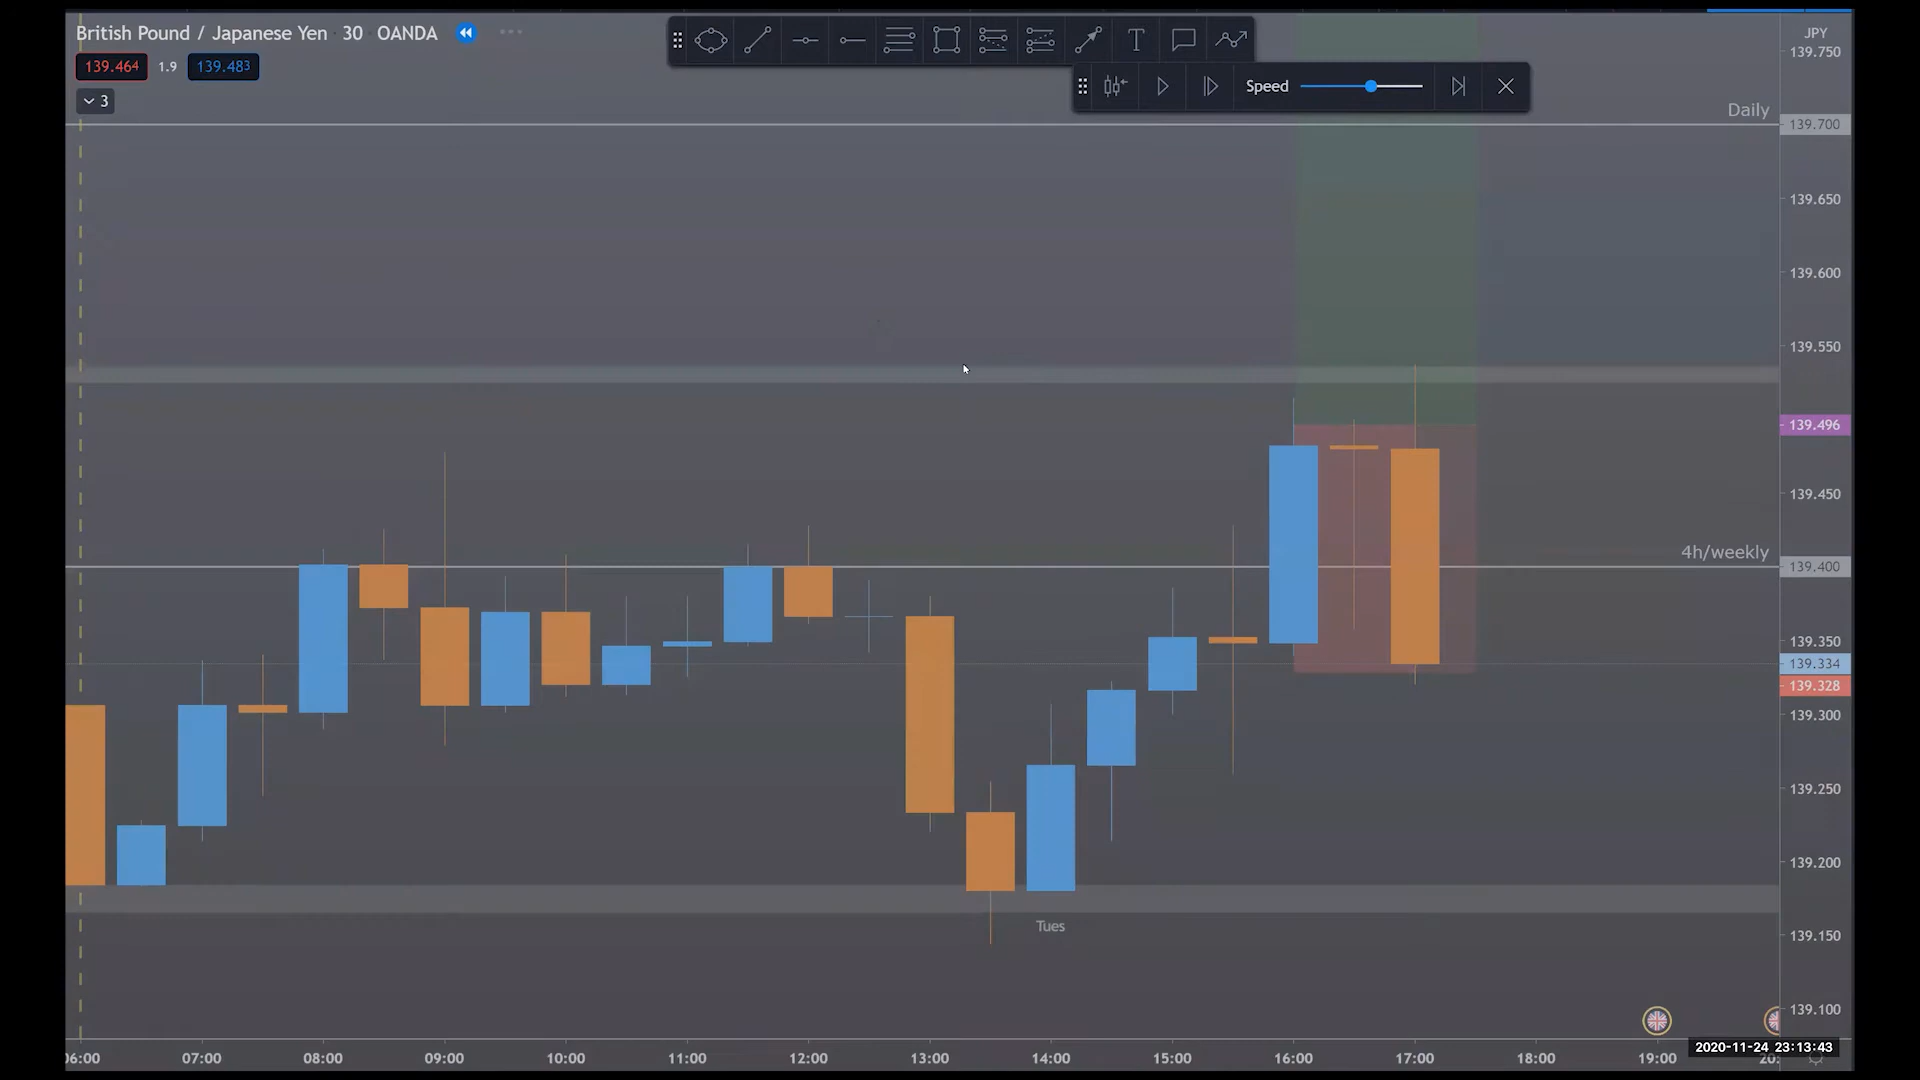 British Pound / Japanese Yen 30 OANDA
139.464 1.9 139.483
3
Speed
JPY
139.750
Daily
139.700
139.650
139.600
139.550
139.496
139.450
4h/weekly
139.400
139.350
139.334
139.328
139.300
139.250
139.200
Tues
139.150
139.100
2020-11-24 23:13:43
06:00 07:00 08:00 09:00 10:00 11:00 12:00 13:00 14:00 15:00 16:00 17:00 18:00 19:00 20: